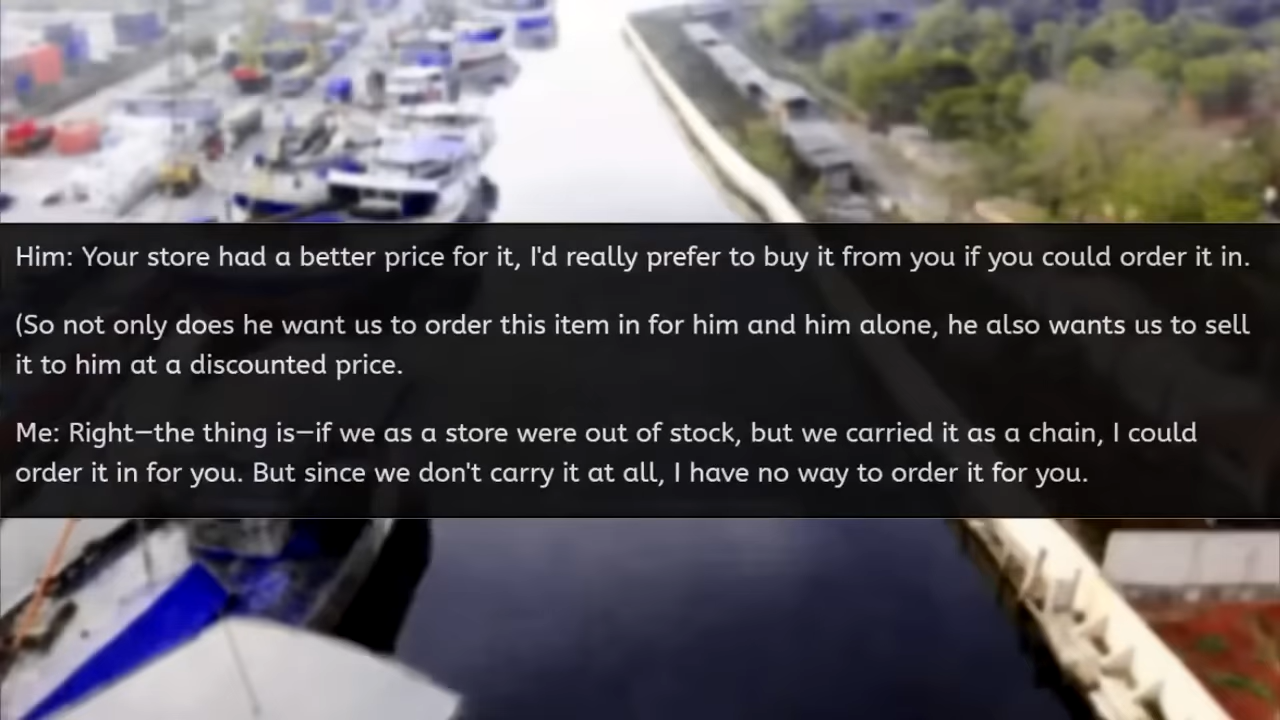 Him: Your store had a better price for it, I'd really prefer to buy it from you if you could order it in.
(So not only does he want us to order this item in for him and him alone, he also wants us to sell
it to him at a discounted price.
Me: Right—the thing is—if we as a store were out of stock, but we carried it as a chain, I could
order it in for you. But since we don't carry it at all, I have no way to order it for you.